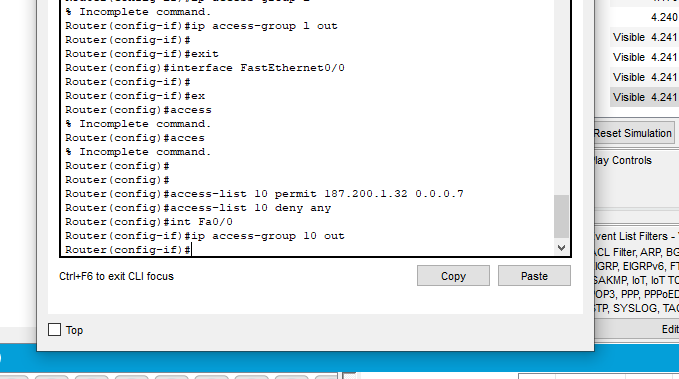 % Incomplete command.
Router(config-if)#ip access-group 1 out
Router(config-if)#
Router(config-if)#exit
Router(config)#interface FastEthernet0/0
Router(config-if)#
Router(config-if)#ex
Router(config)#access
% Incomplete command.
Router(config)#acces
% Incomplete command.
Router(config)#
Router(config)#
Router(config)#access-list 10 permit 187.200.1.32 0.0.0.7
Router(config)#access-list 10 deny any
Router(config)#int Fa0/0
Router(config-if)#ip access-group 10 out
Router(config-if)#
Ctrl+F6 to exit CLI focus
Copy
Paste
Top
4.240
Visible 4.241
Visible 4.241
Visible 4.241
Visible 4.241
Reset Simulation
lay Controls
vent List Filters -
ACL Filter, ARP, BG
IGRP, EIGRPv6, FT
SAKMP, IoT, IoT TC
POP3, PPP, PPPoED
STP, SYSLOG, TAC
Edit